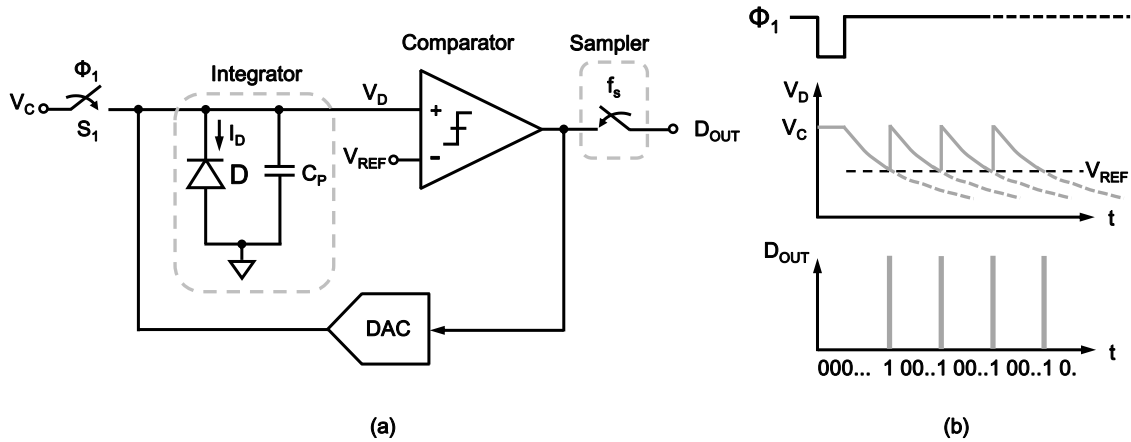 Comparator
Sampler
Integrator
Φ1
VC
S1
ID
D
CP
VD
+
VREF
-
fs
DOUT
DAC
(a)
Φ1
VD
VC
VREF
t
DOUT
t
000... 1 00..1 00..1 00..1 0.
(b)